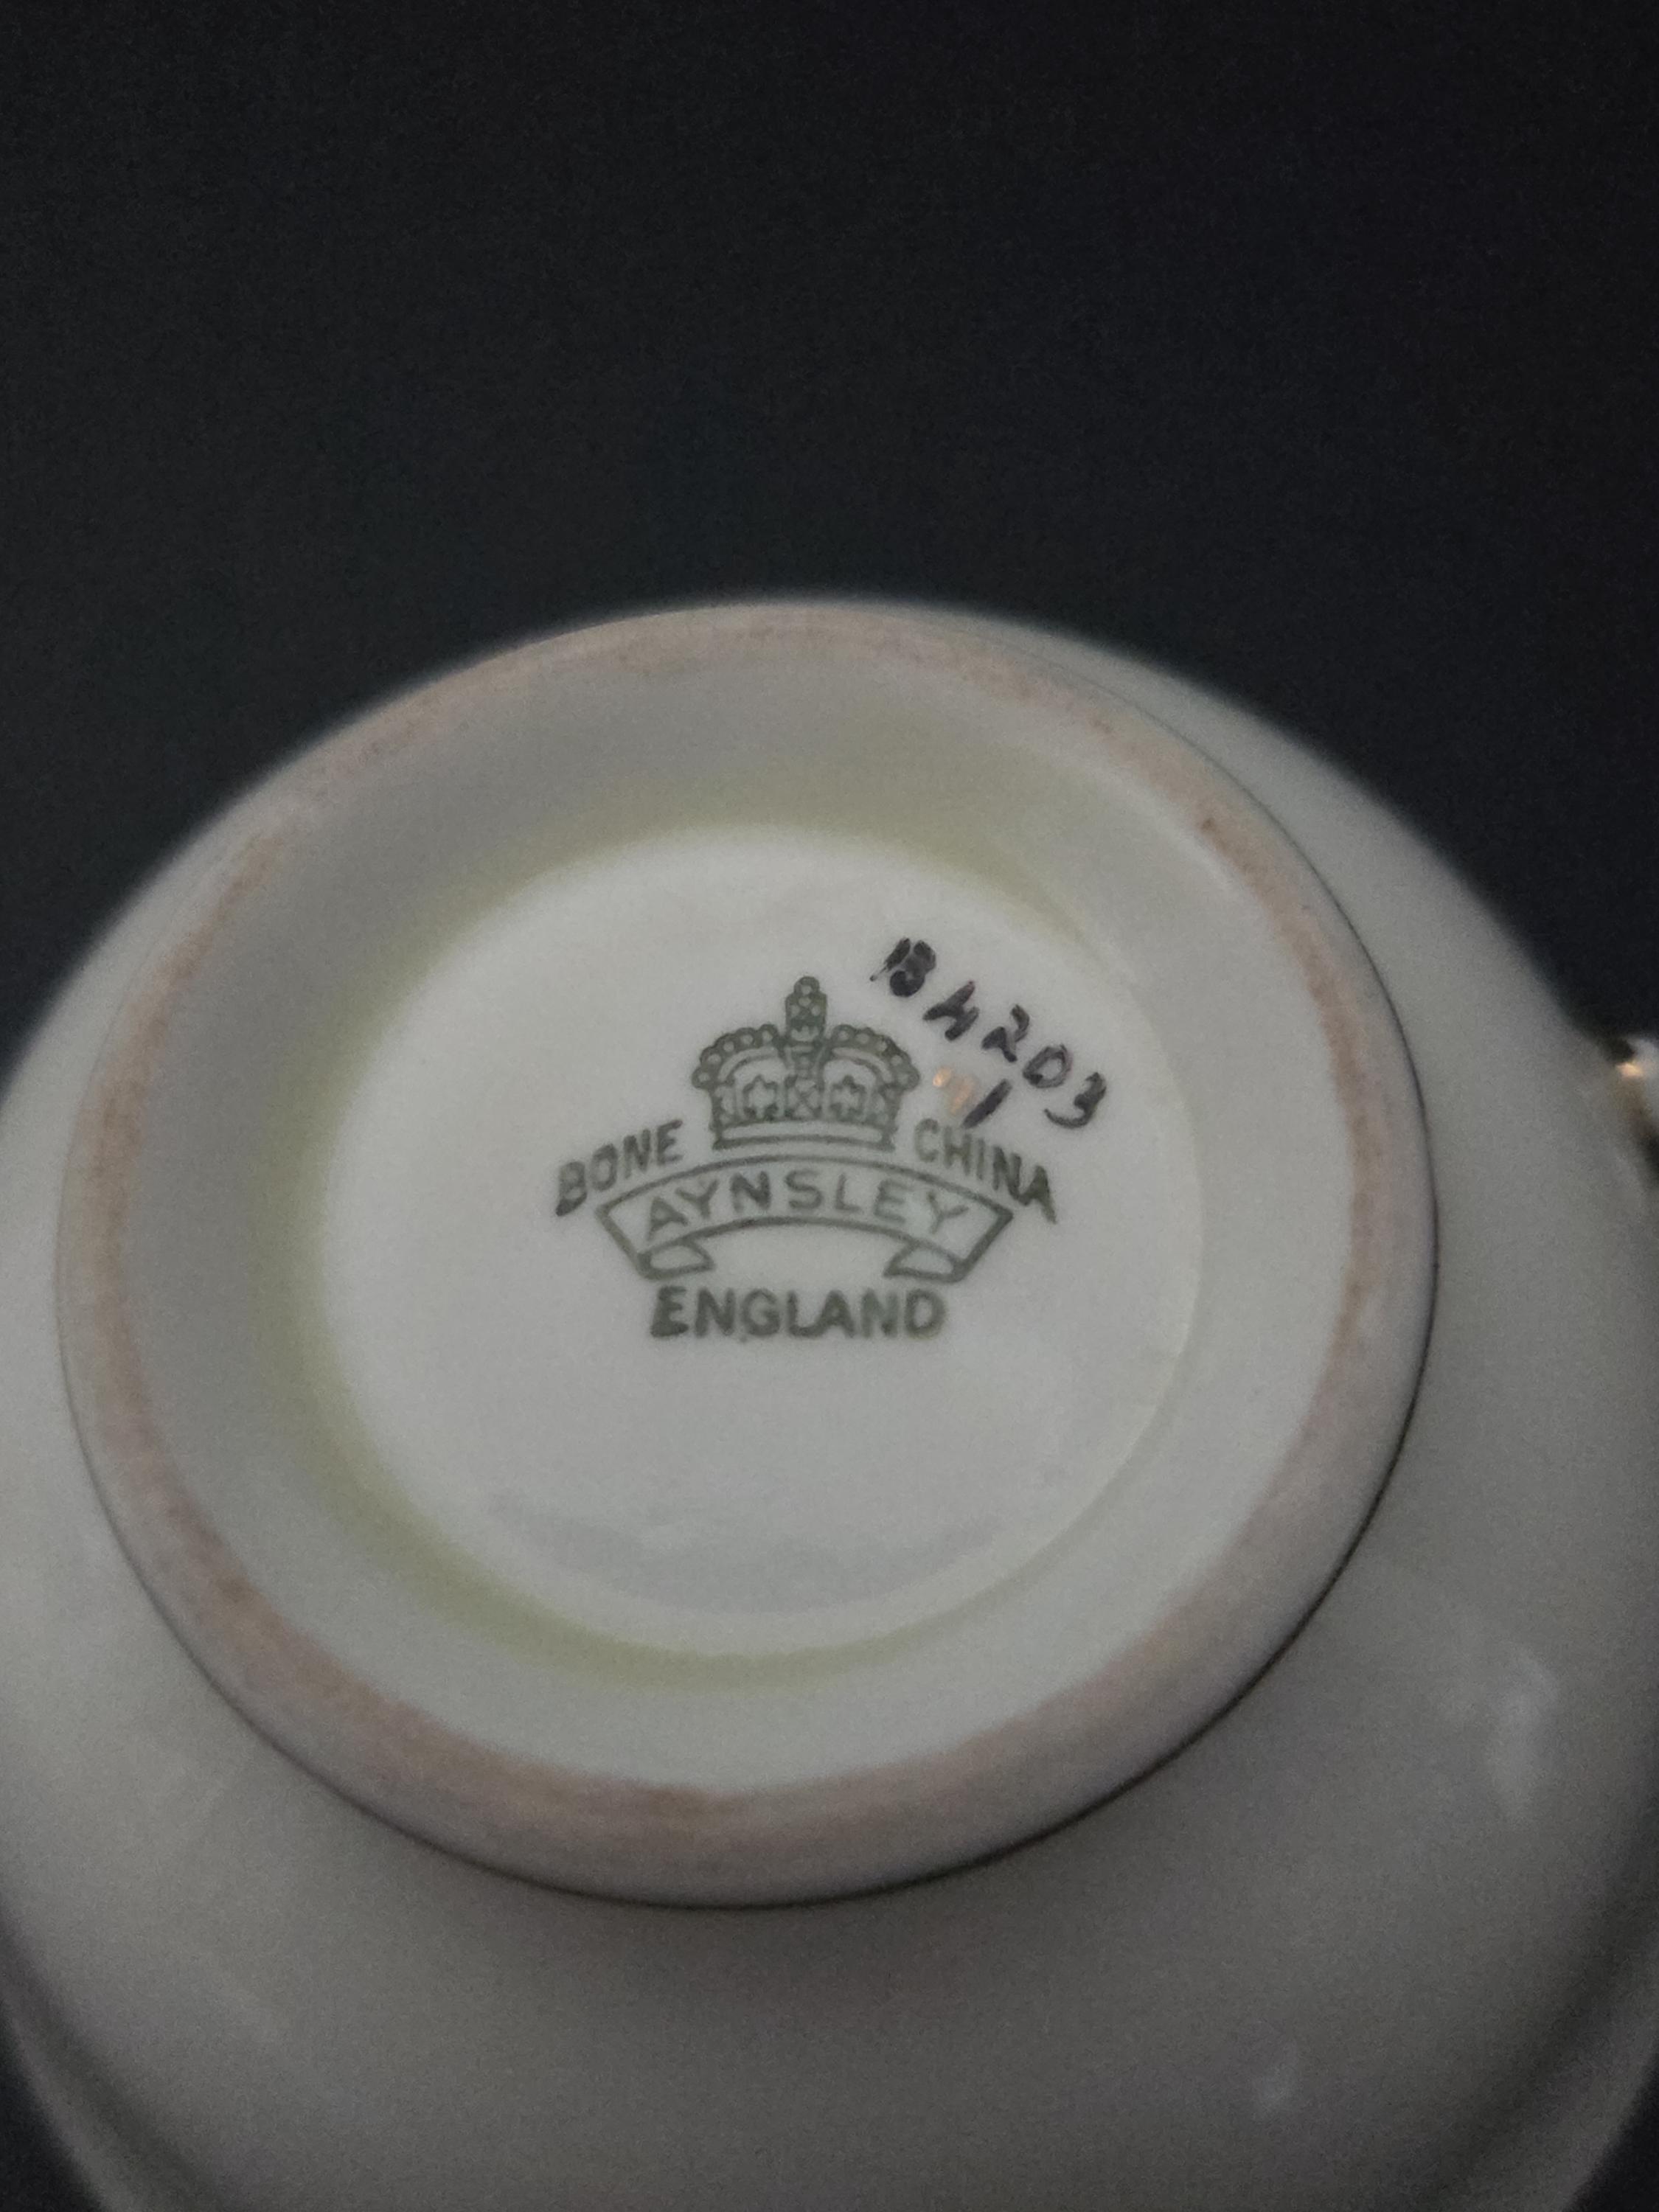 B4203
1
BONE CHINA
AYNSLEY
ENGLAND